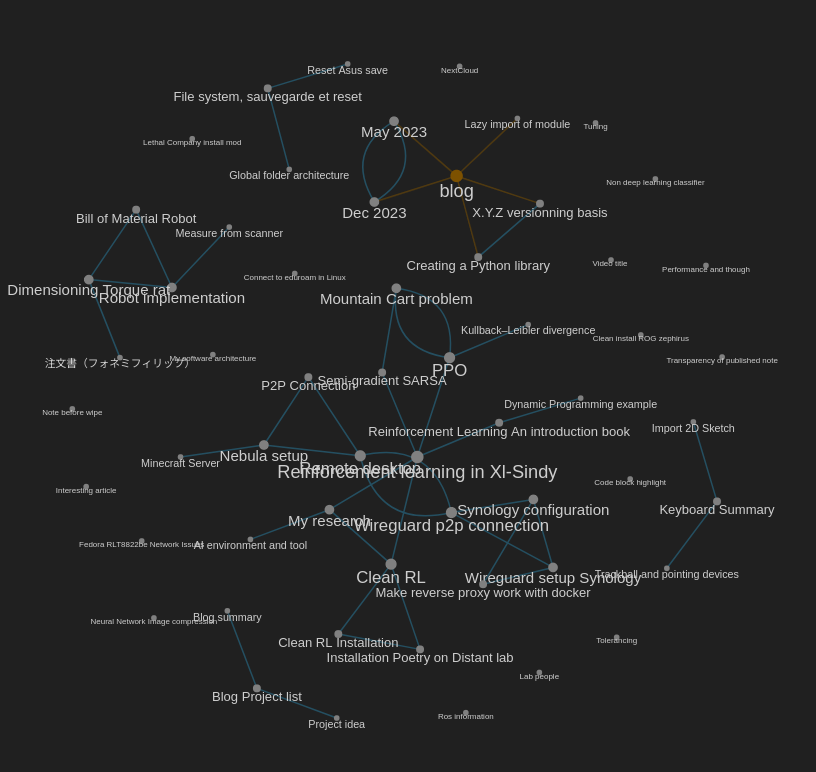 Reset Asus save
NextCloud
File system, sauvegarde et reset
May 2023
Lazy import of module
Tuning
Lethal Company install mod
Global folder architecture
Non deep learning classifier
blog
Dec 2023
X.Y.Z versionning basis
Bill of Material Robot
Measure from scanner
Creating a Python library
Video title
Performance and though
Connect to eduroam in Linux
Dimensioning Torque rat
Robot implementation
Mountain Cart problem
Kullback–Leibler divergence
Clean install ROG zephirus
注文書（フォネミフィリッツ）
My software architecture
Transparency of published note
PPO
Semi-gradient SARSA
P2P Connection
Dynamic Programming example
Note before wipe
Reinforcement Learning An introduction book
Import 2D Sketch
Nebula setup
Minecraft Server
Remote desktop
Reinforcement learning in Xl-Sindy
Code block highlight
Interesting article
Synology configuration
Keyboard Summary
My research
Wireguard p2p connection
Fedora RLT8822be Network Issues
AI environment and tool
Clean RL
Wireguard setup Synology
Trackball and pointing devices
Make reverse proxy work with docker
Neural Network Image compression
Blog summary
Clean RL Installation
Tolerancing
Installation Poetry on Distant lab
Lab people
Blog Project list
Project idea
Ros information